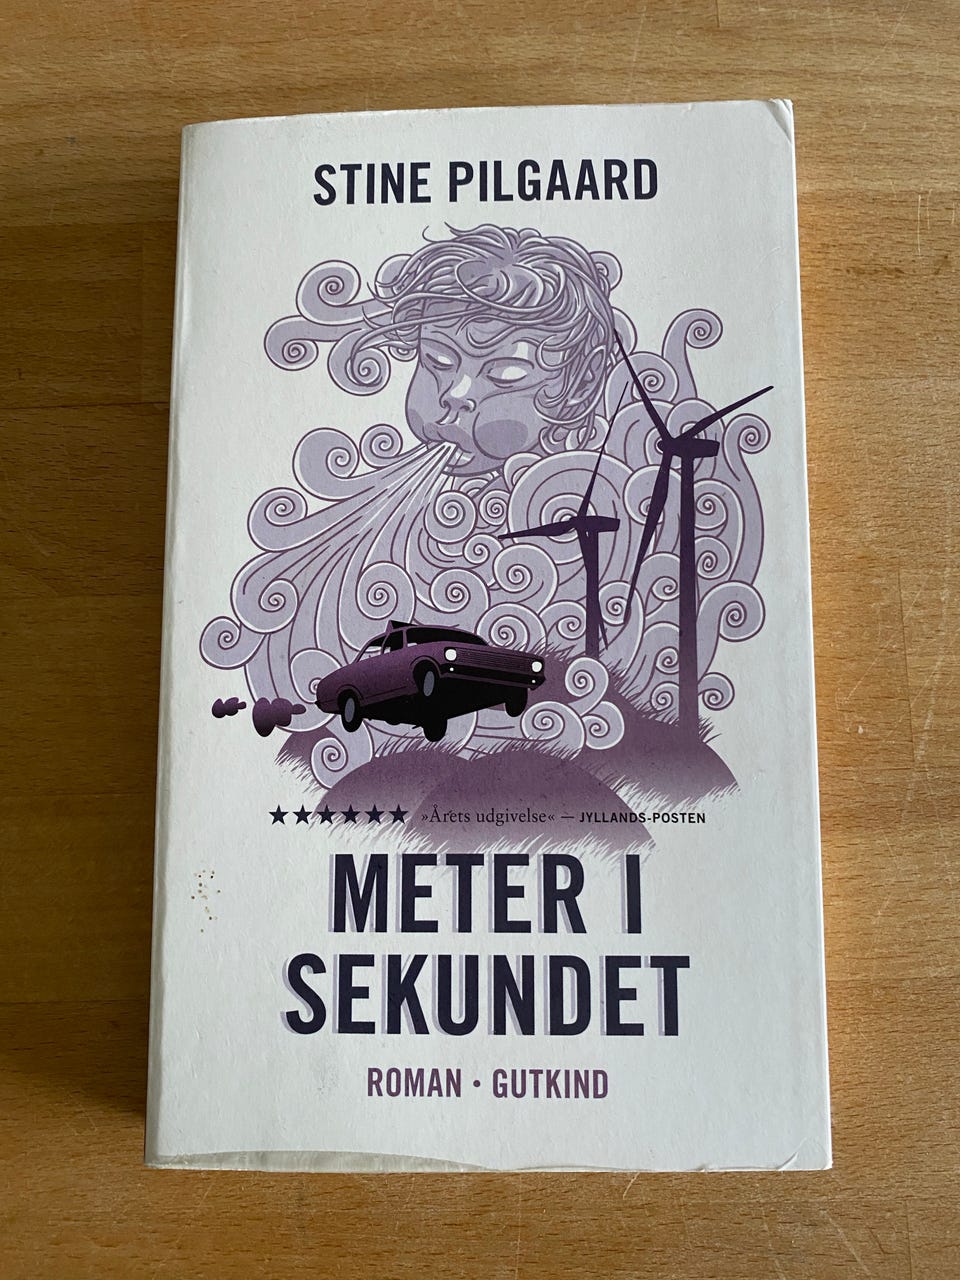 STINE PILGAARD
★★★★★★ »Årets udgivelse« — JYLLANDS-POSTEN
METER I
SEKUNDET
ROMAN • GUTKIND